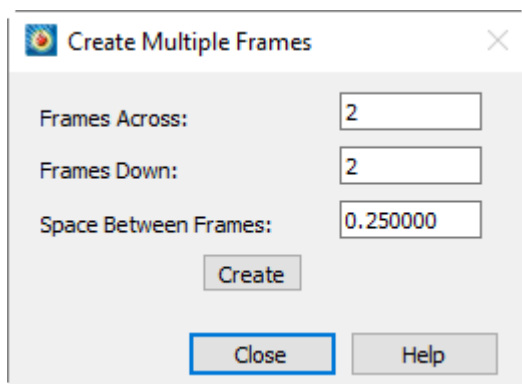 Create Multiple Frames
Frames Across: 2
Frames Down: 2
Space Between Frames: 0.250000
Create
Close Help